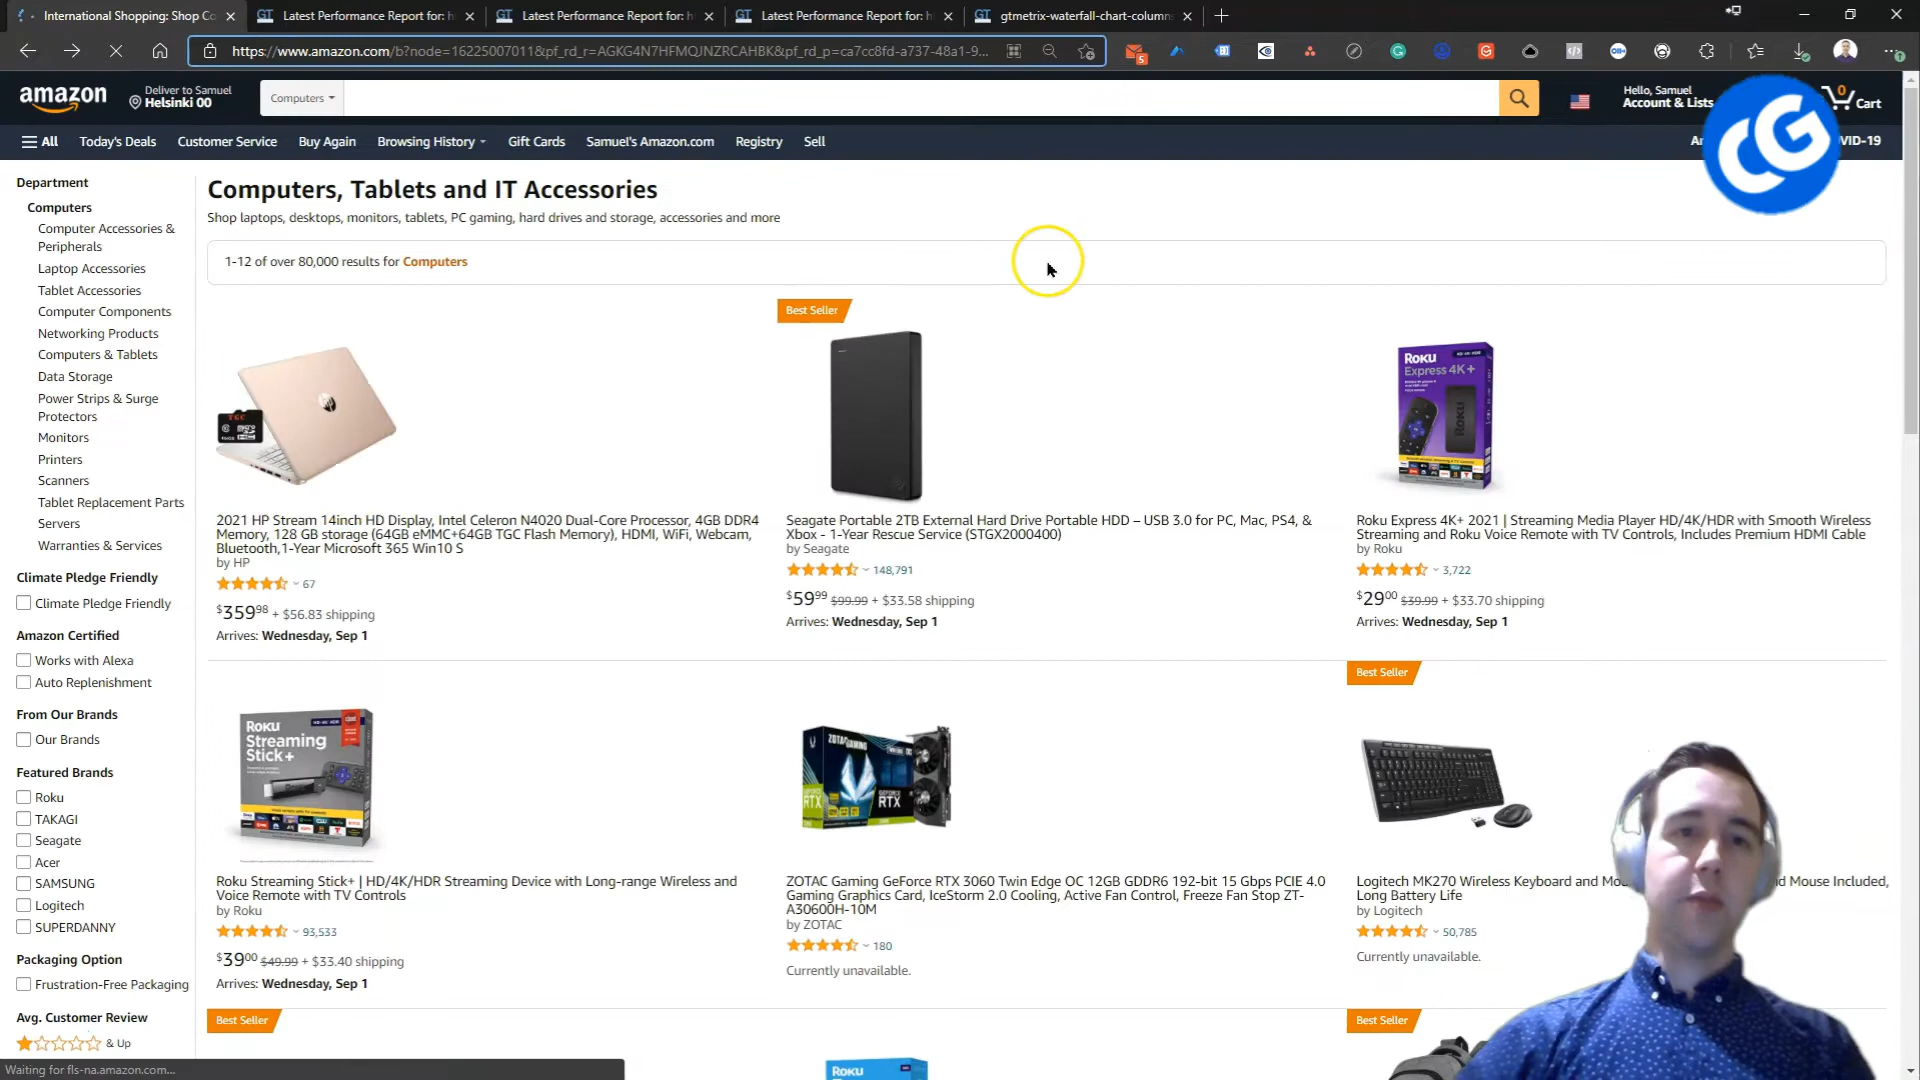 International Shopping: Shop Co
Latest Performance Report for: h
Latest Performance Report for: h
Latest Performance Report for: h
gtmetrix-waterfall-chart-column
https://www.amazon.com/b?node=16225007011&pf_rd_r=AGKG4N7HFMQJNZRCAHBK&pf_rd_p=ca7cc8fd-a737-48a1-9...
amazon
Deliver to Samuel
Helsinki 00
Computers
Hello, Samuel
Account & Lists
0
Cart
All
Today's Deals
Customer Service
Buy Again
Browsing History
Gift Cards
Samuel's Amazon.com
Registry
Sell
VID-19
CG
Department
Computers
Computer Accessories &
Peripherals
Laptop Accessories
Tablet Accessories
Computer Components
Networking Products
Computers & Tablets
Data Storage
Power Strips & Surge
Protectors
Monitors
Printers
Scanners
Tablet Replacement Parts
Servers
Warranties & Services
Climate Pledge Friendly
Climate Pledge Friendly
Amazon Certified
Works with Alexa
Auto Replenishment
From Our Brands
Our Brands
Featured Brands
Roku
TAKAGI
Seagate
Acer
SAMSUNG
Logitech
SUPERDANNY
Packaging Option
Frustration-Free Packaging
Avg. Customer Review
& Up
Computers, Tablets and IT Accessories
Shop laptops, desktops, monitors, tablets, PC gaming, hard drives and storage, accessories and more
1-12 of over 80,000 results for Computers
2021 HP Stream 14inch HD Display, Intel Celeron N4020 Dual-Core Processor, 4GB DDR4
Memory, 128 GB storage (64GB eMMC+64GB TGC Flash Memory), HDMI, WiFi, Webcam,
Bluetooth,1-Year Microsoft 365 Win10 S
by HP
67
$359 98 + $56.83 shipping
Arrives: Wednesday, Sep 1
Best Seller
Seagate Portable 2TB External Hard Drive Portable HDD – USB 3.0 for PC, Mac, PS4, &
Xbox - 1-Year Rescue Service (STGX2000400)
by Seagate
148,791
$59 99 $99.99 + $33.58 shipping
Arrives: Wednesday, Sep 1
Roku
Express 4K+
Roku
Roku Express 4K+ 2021 | Streaming Media Player HD/4K/HDR with Smooth Wireless
Streaming and Roku Voice Remote with TV Controls, Includes Premium HDMI Cable
by Roku
3,722
$29 00 $39.99 + $33.70 shipping
Arrives: Wednesday, Sep 1
Roku
Streaming
Stick+
Roku Streaming Stick+ | HD/4K/HDR Streaming Device with Long-range Wireless and
Voice Remote with TV Controls
by Roku
93,533
$39 00 $49.99 + $33.40 shipping
Arrives: Wednesday, Sep 1
ZOTAC GAMING
RTX
GEFORCE
RTX
ZOTAC Gaming GeForce RTX 3060 Twin Edge OC 12GB GDDR6 192-bit 15 Gbps PCIE 4.0
Gaming Graphics Card, IceStorm 2.0 Cooling, Active Fan Control, Freeze Fan Stop ZT-
A30600H-10M
by ZOTAC
180
Currently unavailable.
Best Seller
Logitech MK270 Wireless Keyboard and Mo
d Mouse Included,
Long Battery Life
by Logitech
50,785
Currently unavailable.
Best Seller
Roku
Best Seller
Waiting for fls-na.amazon.com...